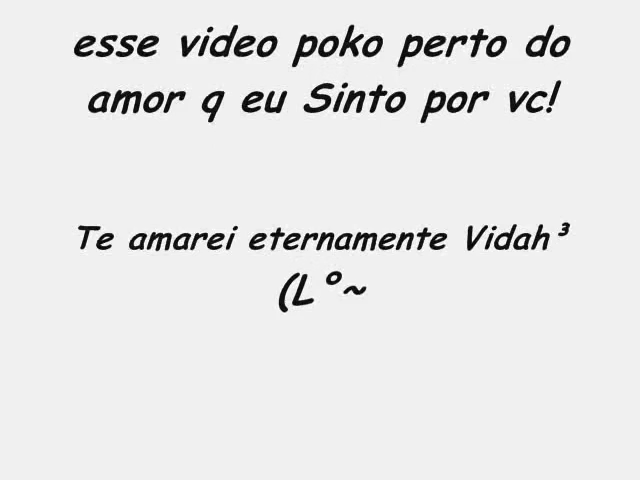 esse video poko perto do
amor q eu Sinto por vc!
Te amarei eternamente Vidah³
(L°~